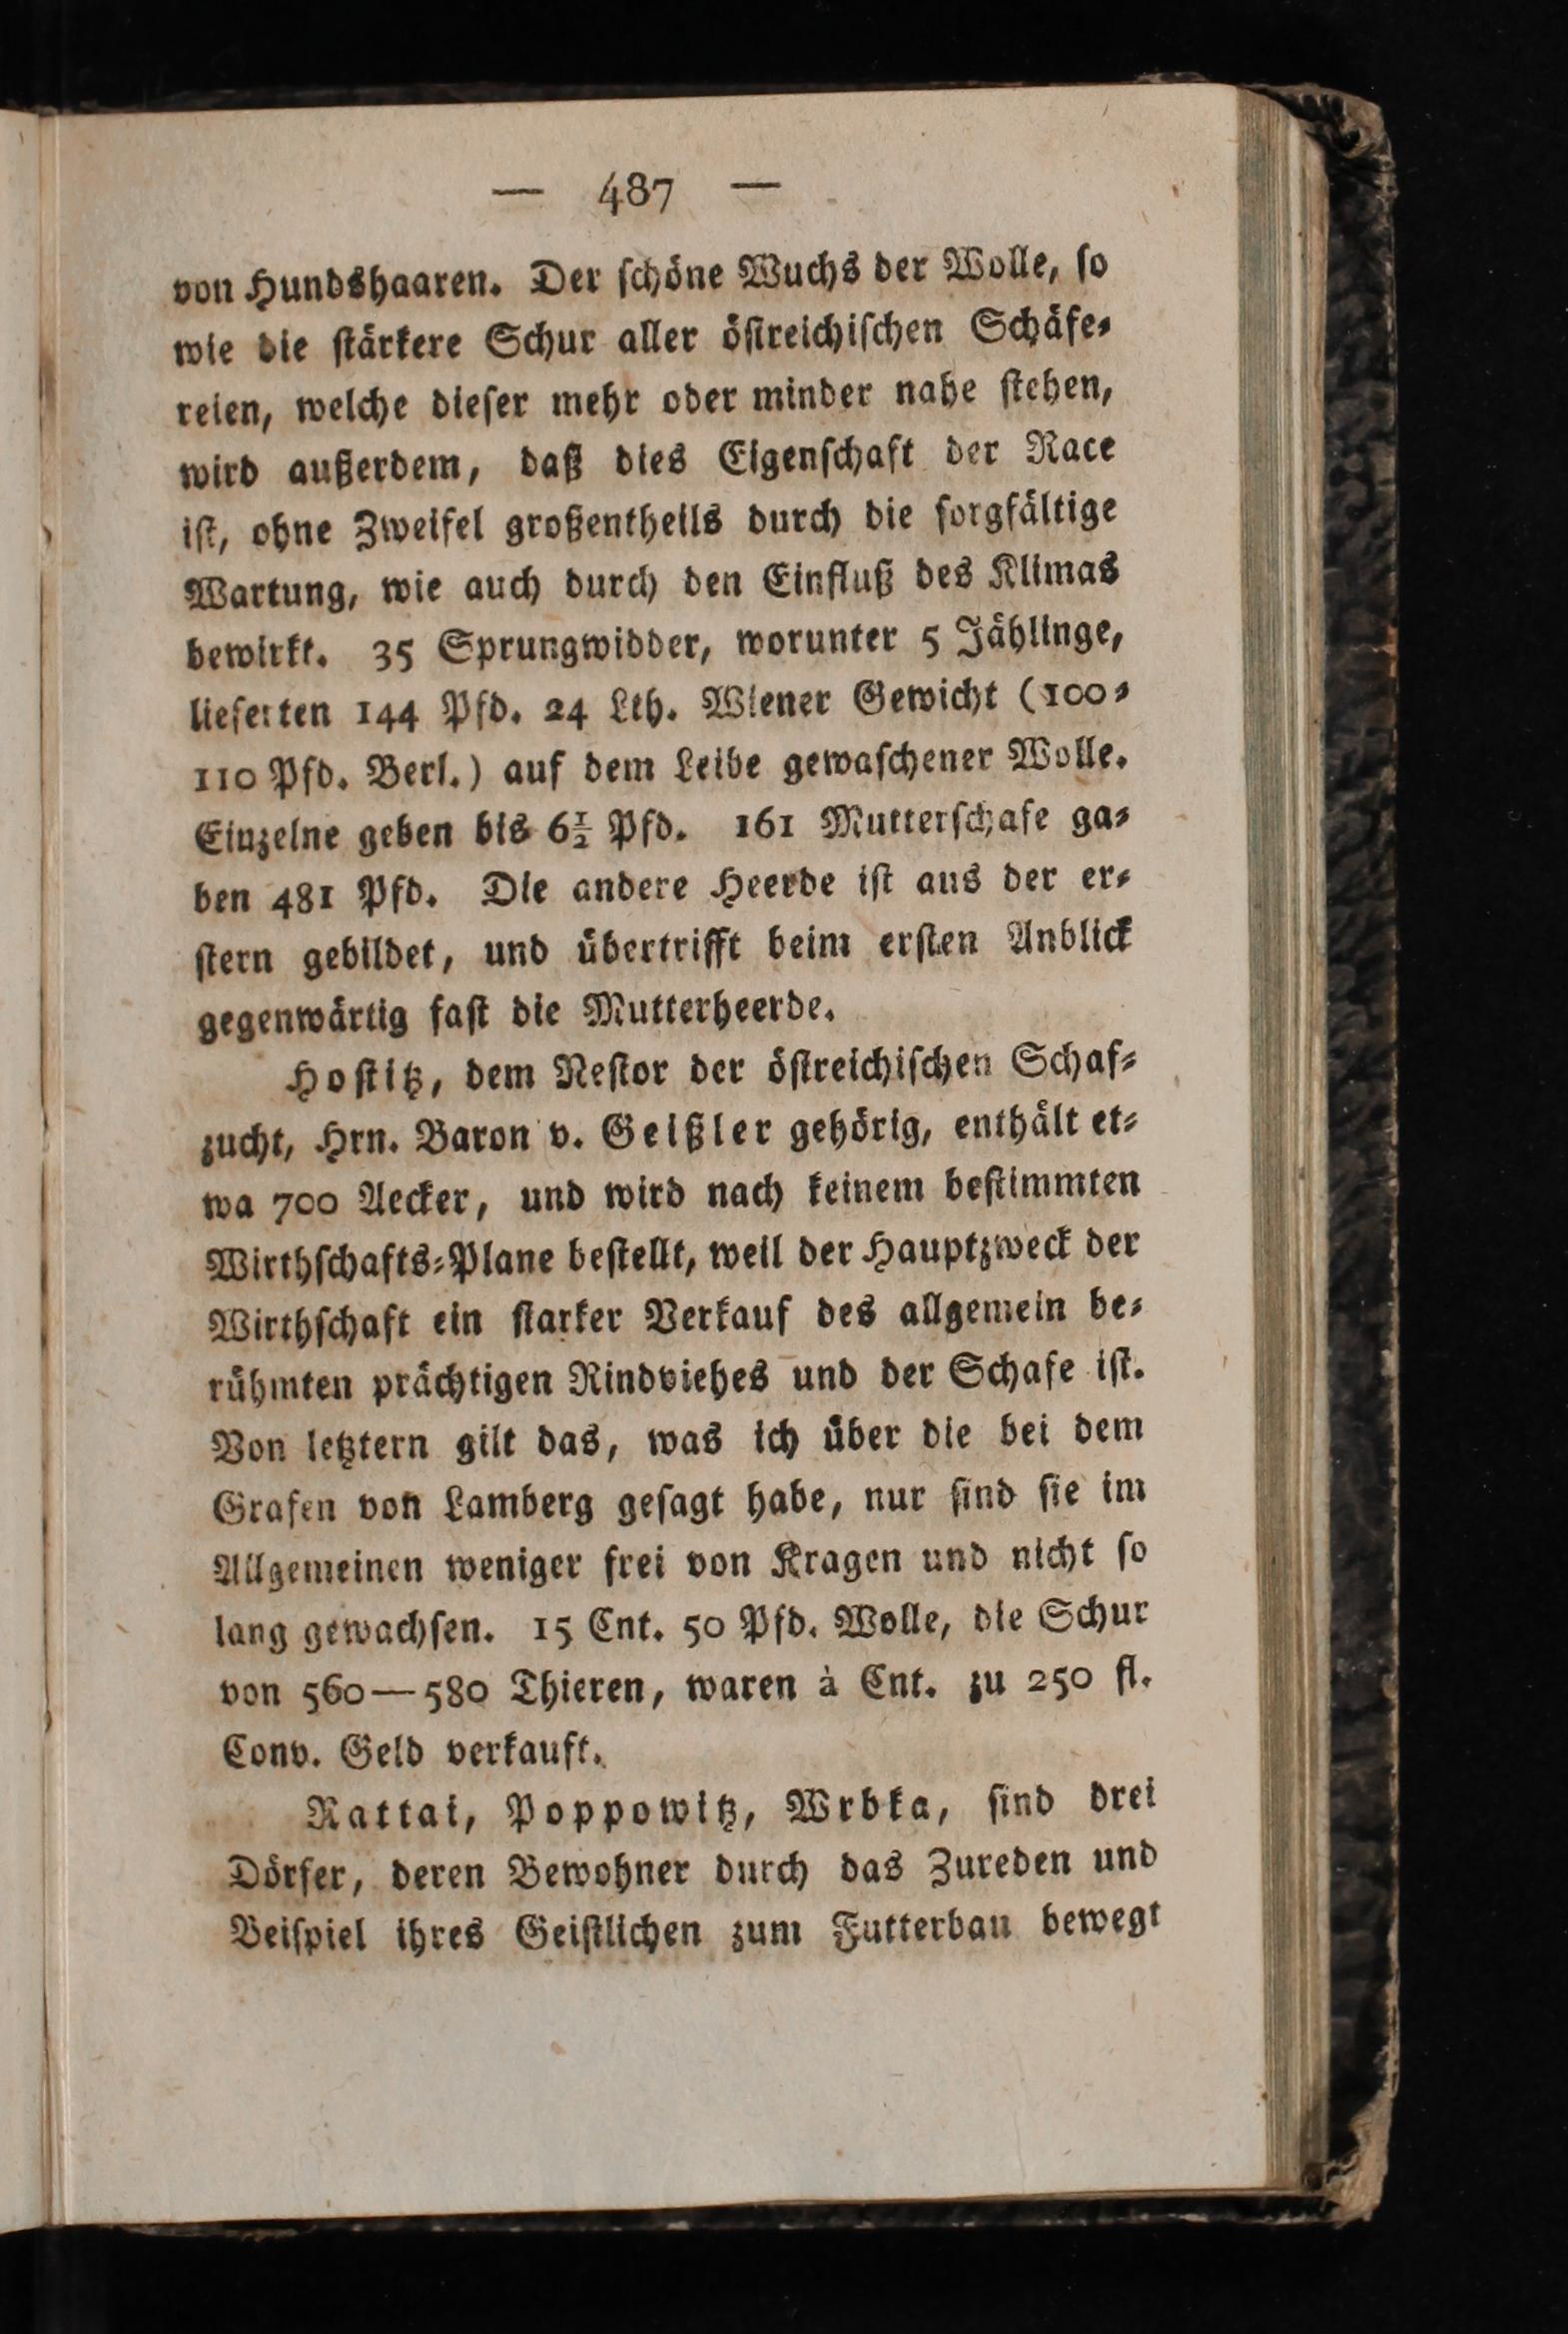 — 487 —
von Hundshaaren. Der ſchöne Wuchs der Wolle, ſo
wie die ſtärkere Schur aller öſtreichiſchen Schäfe⸗
reien, welche dieſer mehr oder minder nahe ſtehen,
wird außerdem, daß dies Eigenſchaft der Race
iſt, ohne Zweifel großentheils durch die ſorgfältige
Wartung, wie auch durch den Einfluß des Klimas
bewirkt. 35 Sprungwidder, worunter 5 Jählinge,
lieferten 144 Pfd. 24 Lth. Wiener Gewicht (100⸗
110 Pfd. Berl.) auf dem Leibe gewaſchener Wolle.
Einzelne geben bis 6½ Pfd. 161 Mutterſchafe ga⸗
ben 481 Pfd. Die andere Heerde iſt aus der er⸗
ſtern gebildet, und übertrifft beim erſten Anblick
gegenwärtig faſt die Mutterheerde.
Hoſtitz, dem Neſtor der öſtreichiſchen Schaf⸗
zucht, Hrn. Baron v. Geißler gehörig, enthält et⸗
wa 700 Aecker, und wird nach keinem beſtimmten
Wirthſchafts⸗Plane beſtellt, weil der Hauptzweck der
Wirthſchaft ein ſtarker Verkauf des allgemein be⸗
rühmten prächtigen Rindviehes und der Schafe iſt.
Von letztern gilt das, was ich über die bei dem
Grafen von Lamberg geſagt habe, nur ſind ſie im
Allgemeinen weniger frei von Kragen und nicht ſo
lang gewachſen. 15 Cnt. 50 Pfd. Wolle, die Schur
von 560—580 Thieren, waren à Cnt. zu 250 fl.
Conv. Geld verkauft.
Rattai, Poppowitz, Wrbka, ſind drei
Dörfer, deren Bewohner durch das Zureden und
Beiſpiel ihres Geiſtlichen zum Futterbau bewegt